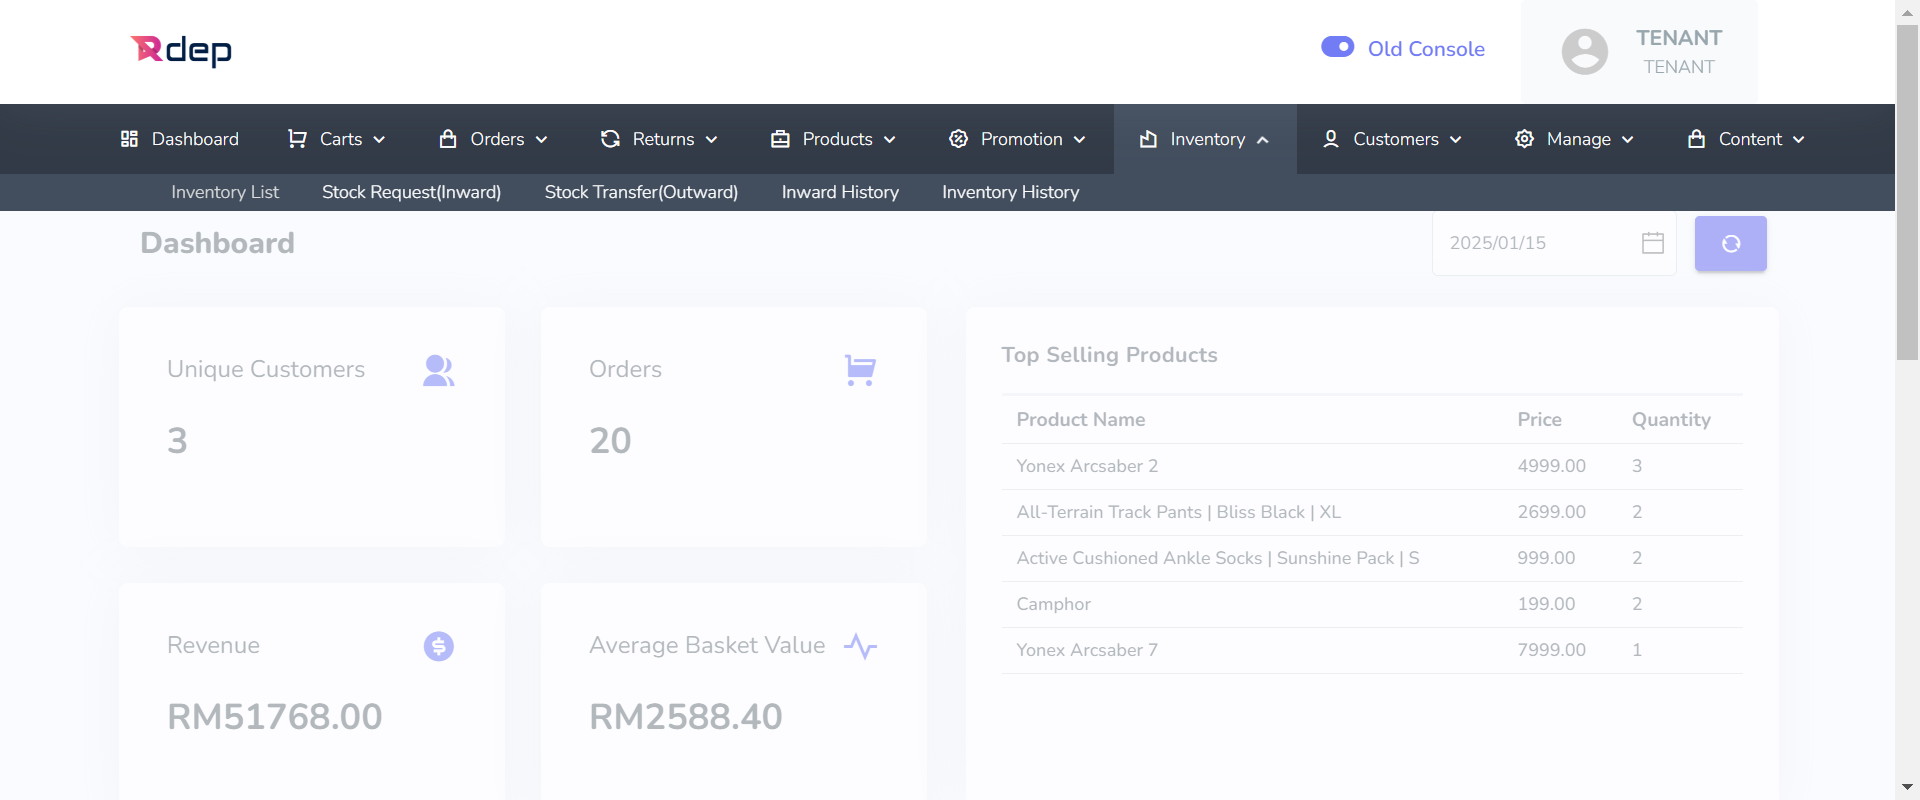 Rdep
Old Console
TENANT
TENANT
Dashboard Carts Orders Returns Products Promotion Inventory Customers Manage Content
Inventory List Stock Request(Inward) Stock Transfer(Outward) Inward History Inventory History
Dashboard
2025/01/15
Unique Customers
3
Orders
20
Revenue
RM51768.00
Average Basket Value
RM2588.40
Top Selling Products
Product Name Price Quantity
Yonex Arcsaber 2 4999.00 3
All-Terrain Track Pants | Bliss Black | XL 2699.00 2
Active Cushioned Ankle Socks | Sunshine Pack | S 999.00 2
Camphor 199.00 2
Yonex Arcsaber 7 7999.00 1